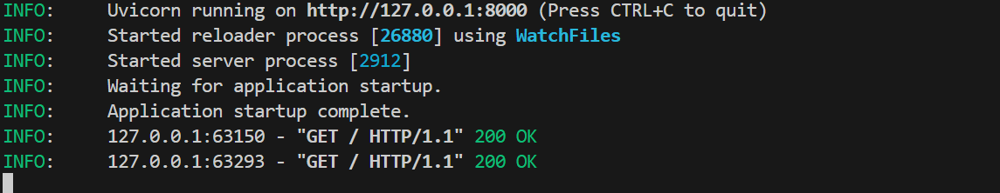 INFO:     Uvicorn running on http://127.0.0.1:8000 (Press CTRL+C to quit)
INFO:     Started reloader process [26880] using WatchFiles
INFO:     Started server process [2912]
INFO:     Waiting for application startup.
INFO:     Application startup complete.
INFO:     127.0.0.1:63150 - "GET / HTTP/1.1" 200 OK
INFO:     127.0.0.1:63293 - "GET / HTTP/1.1" 200 OK